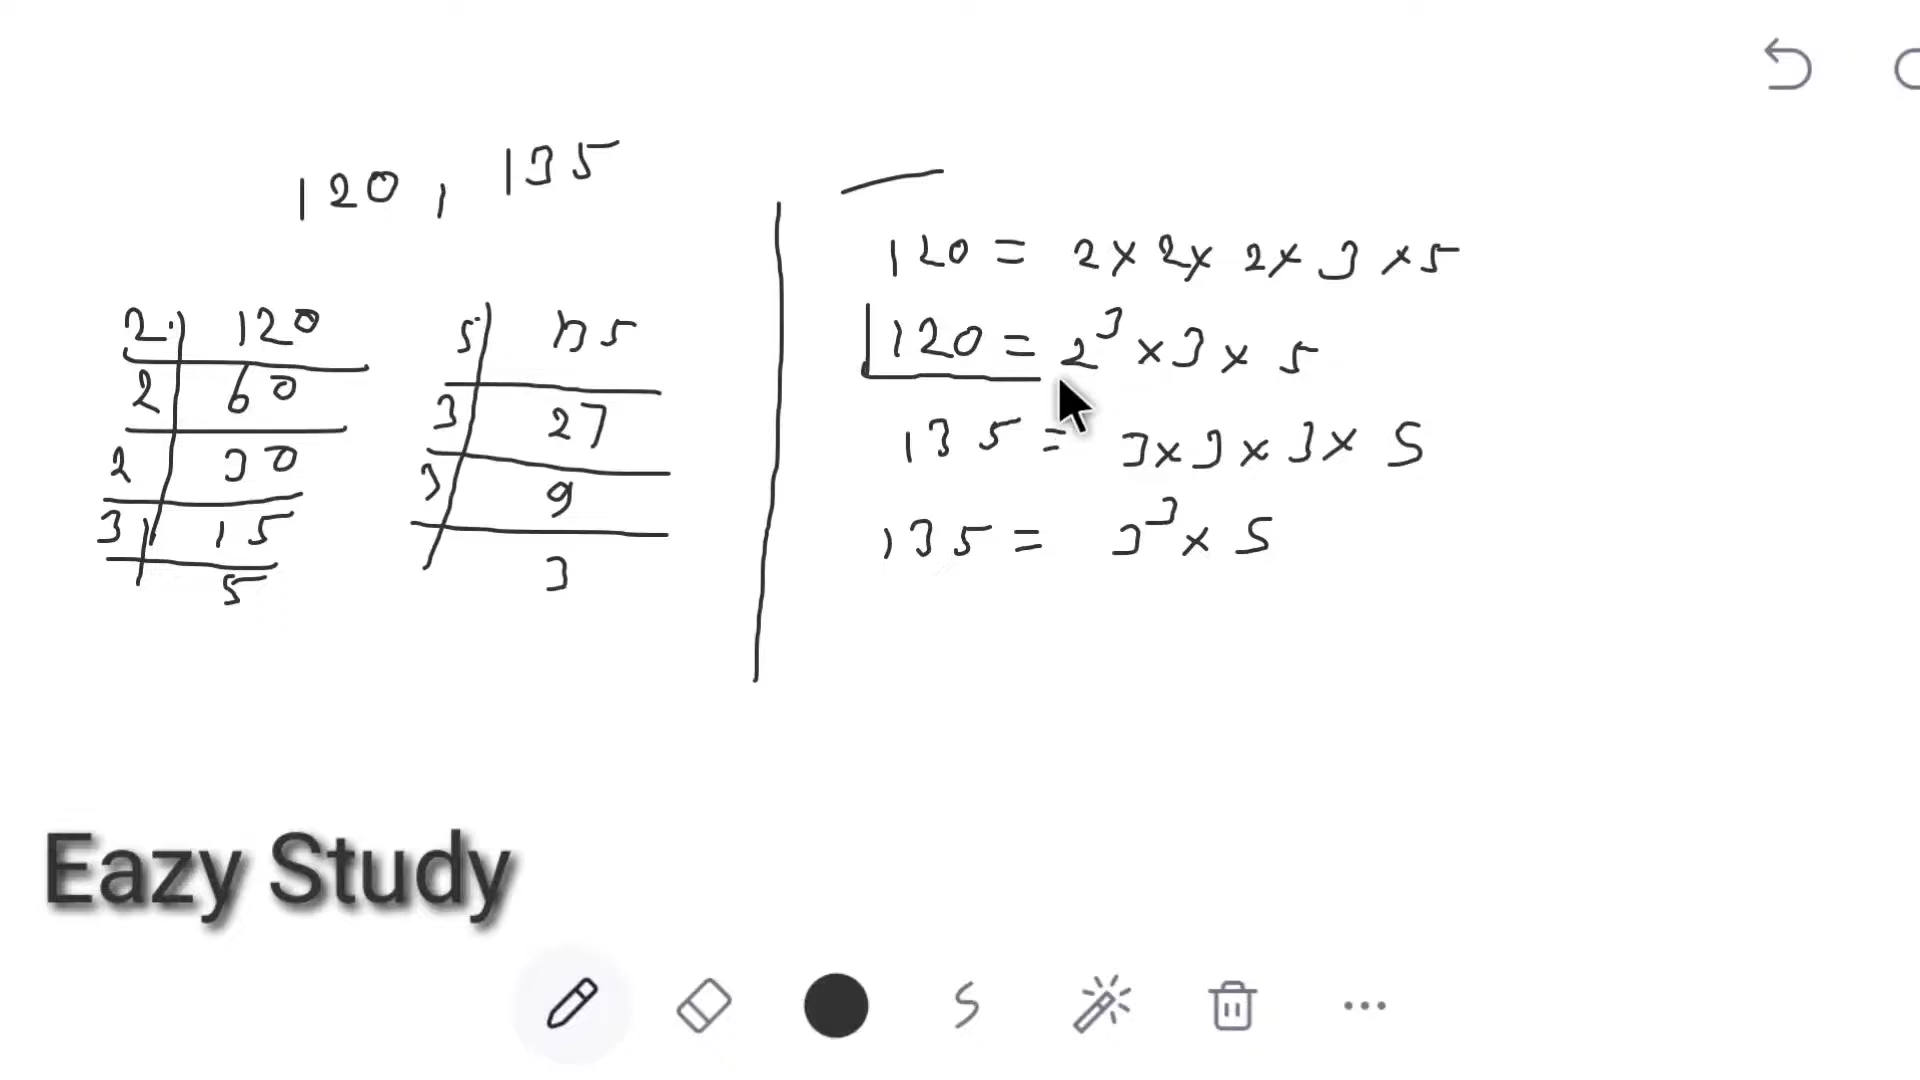 120, 135
2 | 120
2 | 60
2 | 30
3 | 15
5
5 | 135
3 | 27
3 | 9
3
120 = 2 × 2 × 2 × 3 × 5
120 = 2³ × 3 × 5
135 = 3 × 3 × 3 × 5
135 = 3³ × 5
Eazy Study